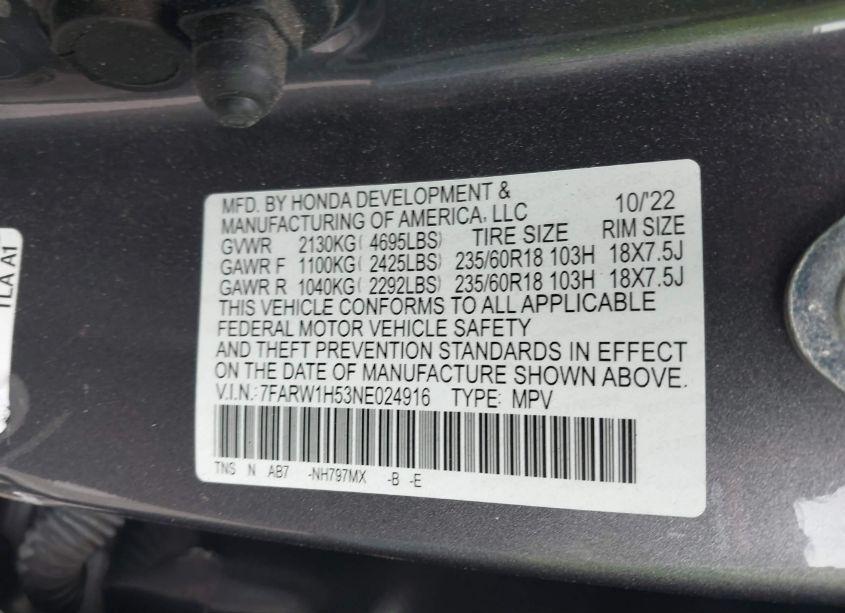 TLA A1
MFD. BY HONDA DEVELOPMENT &
MANUFACTURING OF AMERICA, LLC 10/'22
GVWR 2130KG( 4695LBS) TIRE SIZE RIM SIZE
GAWR F 1100KG( 2425LBS) 235/60R18 103H 18X7.5J
GAWR R 1040KG( 2292LBS) 235/60R18 103H 18X7.5J
THIS VEHICLE CONFORMS TO ALL APPLICABLE
FEDERAL MOTOR VEHICLE SAFETY
AND THEFT PREVENTION STANDARDS IN EFFECT
ON THE DATE OF MANUFACTURE SHOWN ABOVE.
V.I.N.:7FARW1H53NE024916 TYPE: MPV
TNS N AB7 -NH797MX -B -E